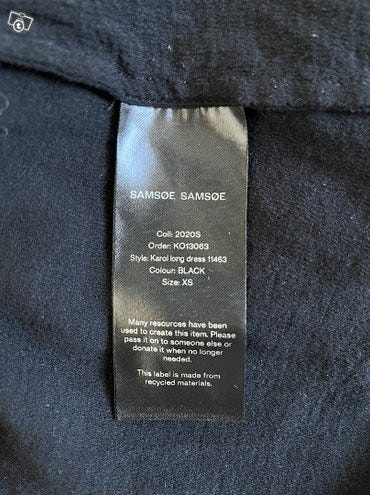 SAMSØE SAMSØE
Coll: 2020S
Order: KO13063
Style: Karol long dress 11463
Colour: BLACK
Size: XS
Many resources have been
used to create this item. Please
pass it on to someone else or
donate it when no longer
needed.
This label is made from
recycled materials.